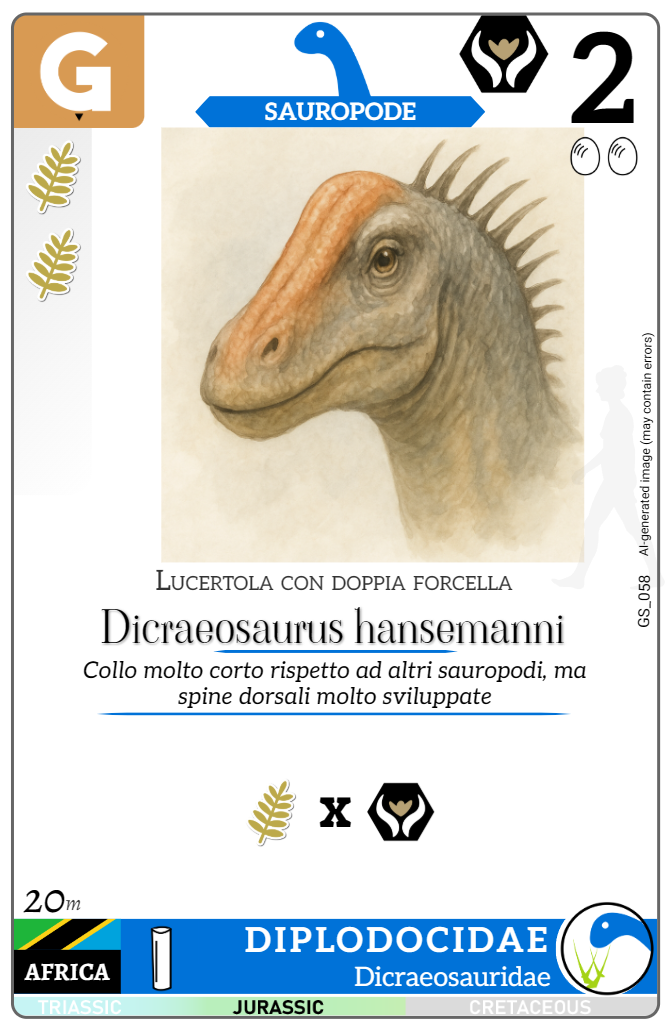 G
SAUROPODE
2
AI-generated image (may contain errors)
GS_058
Lucertola con doppia forcella
Dicraeosaurus hansemanni
Collo molto corto rispetto ad altri sauropodi, ma
spine dorsali molto sviluppate
x
20m
AFRICA
DIPLODOCIDAE
Dicraeosauridae
TRIASSIC JURASSIC CRETACEOUS